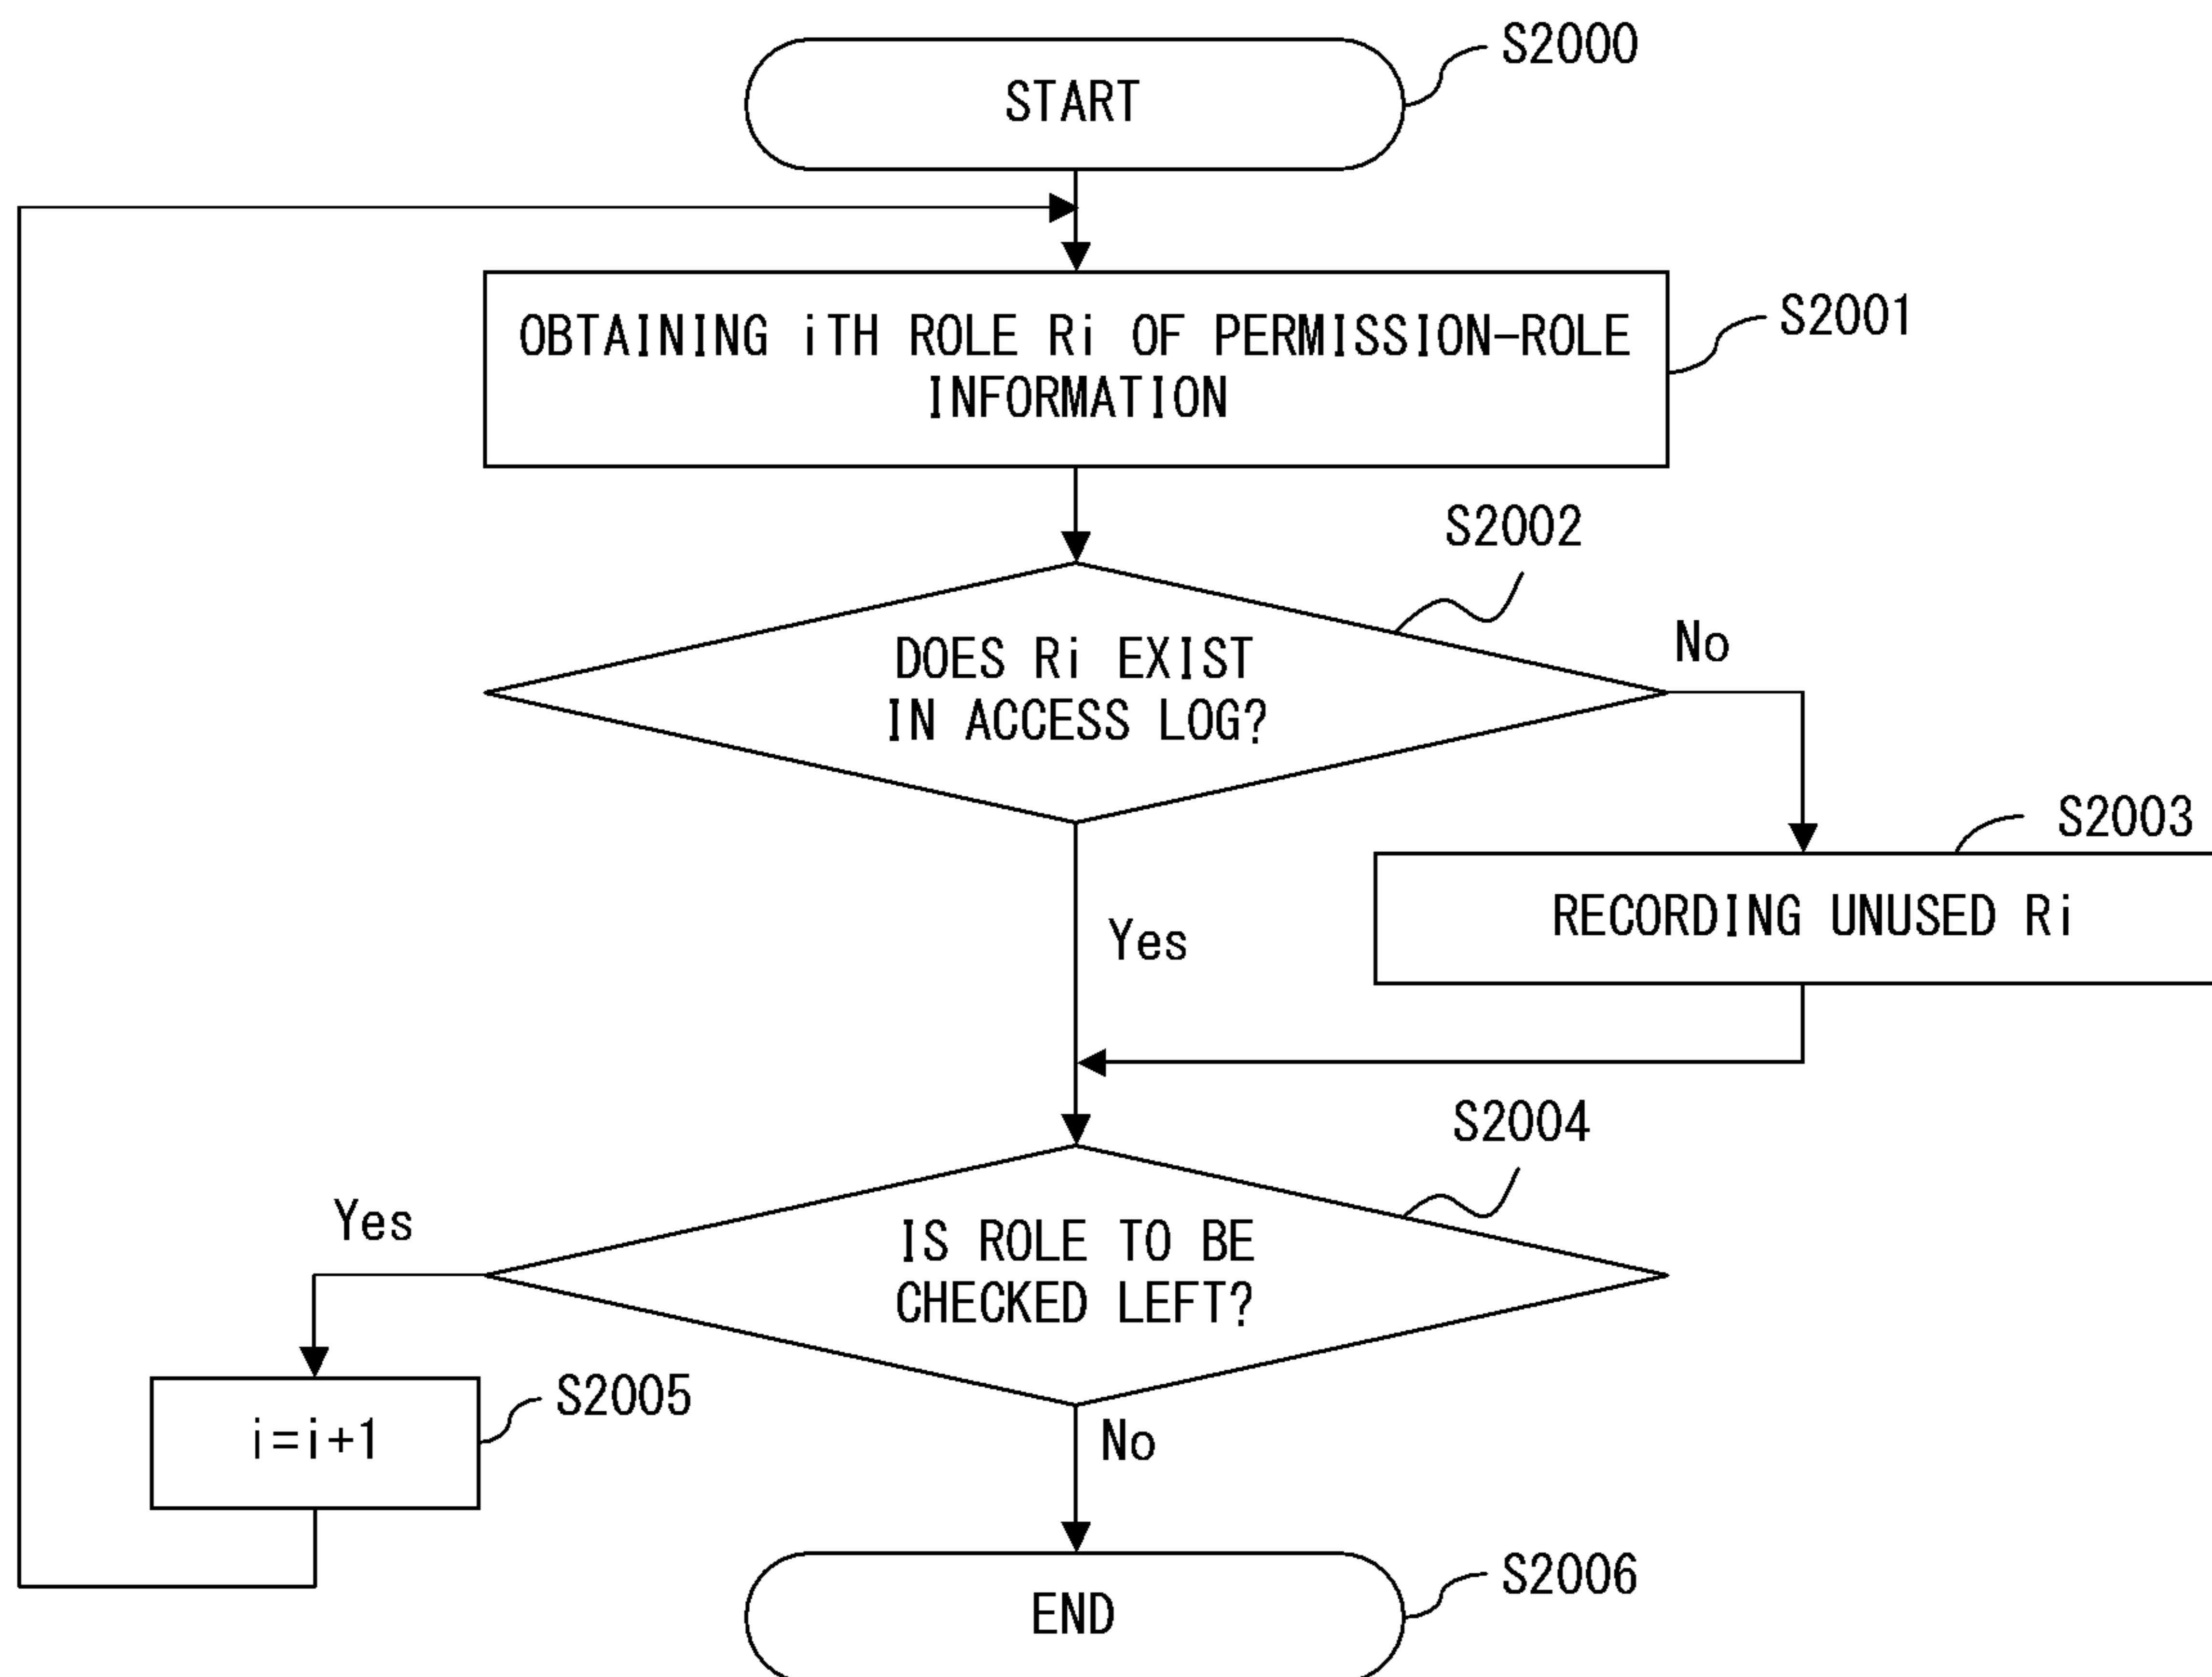 START
S2000
OBTAINING iTH ROLE Ri OF PERMISSION-ROLE
INFORMATION
S2001
S2002
DOES Ri EXIST
IN ACCESS LOG?
No
S2003
RECORDING UNUSED Ri
Yes
S2004
IS ROLE TO BE
CHECKED LEFT?
Yes
i=i+1
S2005
No
END
S2006